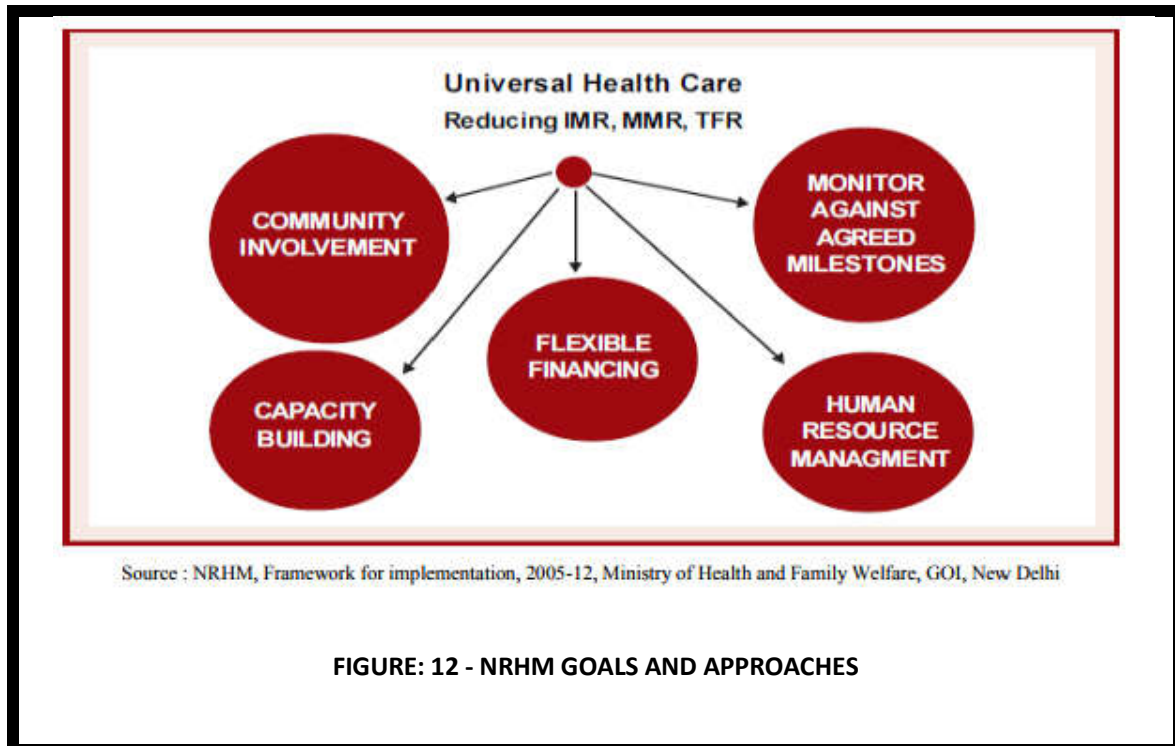 Universal Health Care
Reducing IMR, MMR, TFR
COMMUNITY
INVOLVEMENT
MONITOR
AGAINST
AGREED
MILESTONES
FLEXIBLE
FINANCING
CAPACITY
BUILDING
HUMAN
RESOURCE
MANAGMENT
Source : NRHM, Framework for implementation, 2005-12, Ministry of Health and Family Welfare, GOI, New Delhi
FIGURE: 12 - NRHM GOALS AND APPROACHES